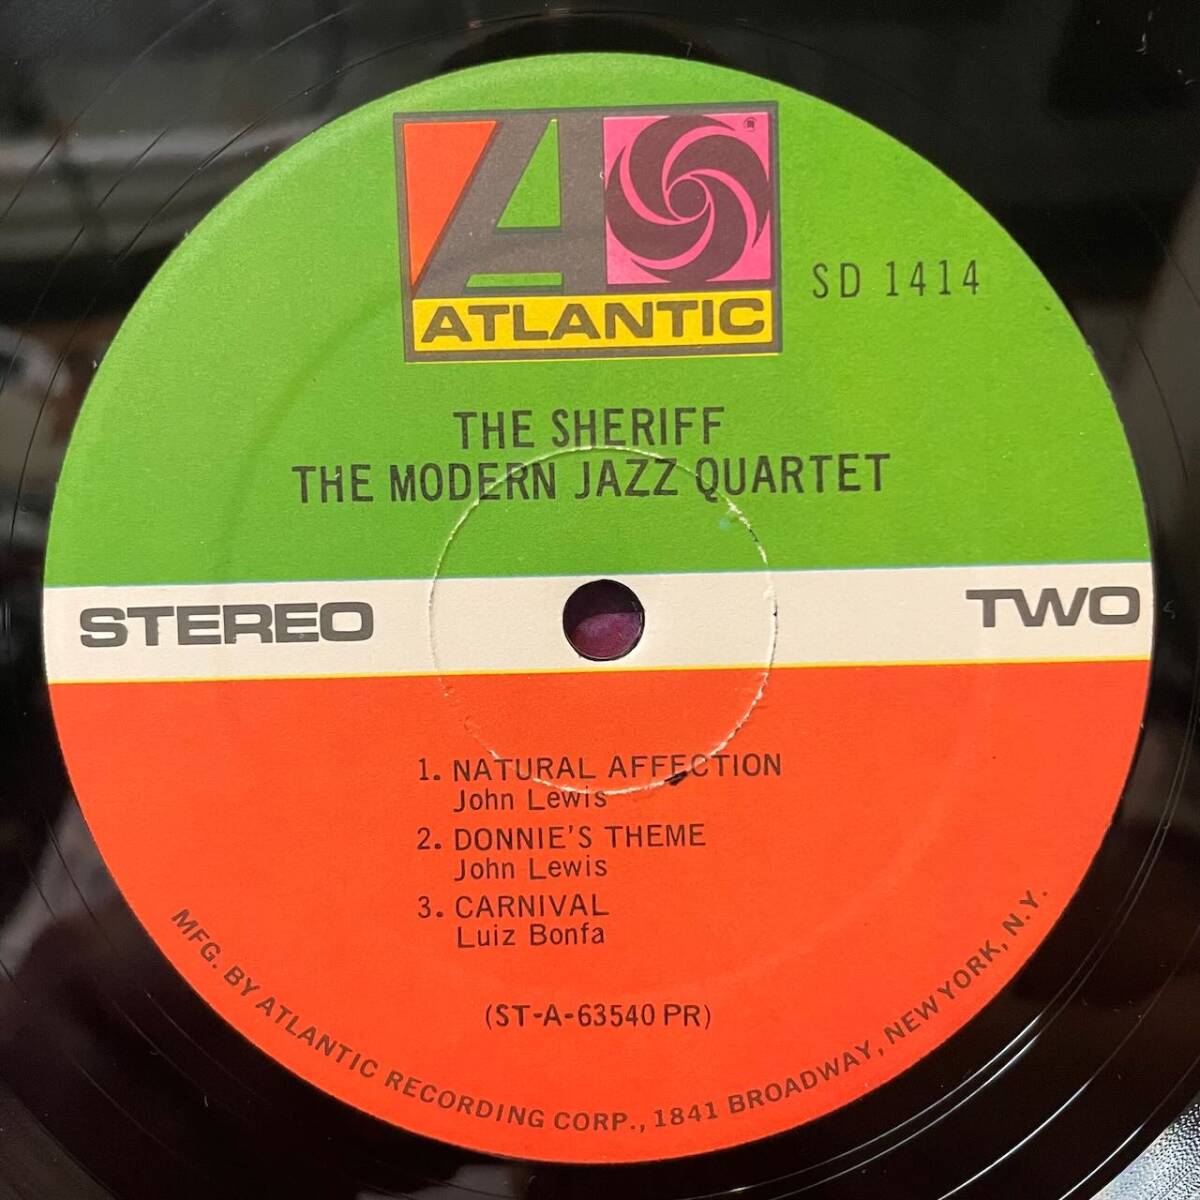 A
®
ATLANTIC
SD 1414
THE SHERIFF
THE MODERN JAZZ QUARTET
STEREO
TWO
1. NATURAL AFFECTION
John Lewis
2. DONNIE'S THEME
John Lewis
3. CARNIVAL
Luiz Bonfa
(ST-A-63540 PR)
MFG. BY ATLANTIC RECORDING CORP., 1841 BROADWAY, NEW YORK, N.Y.